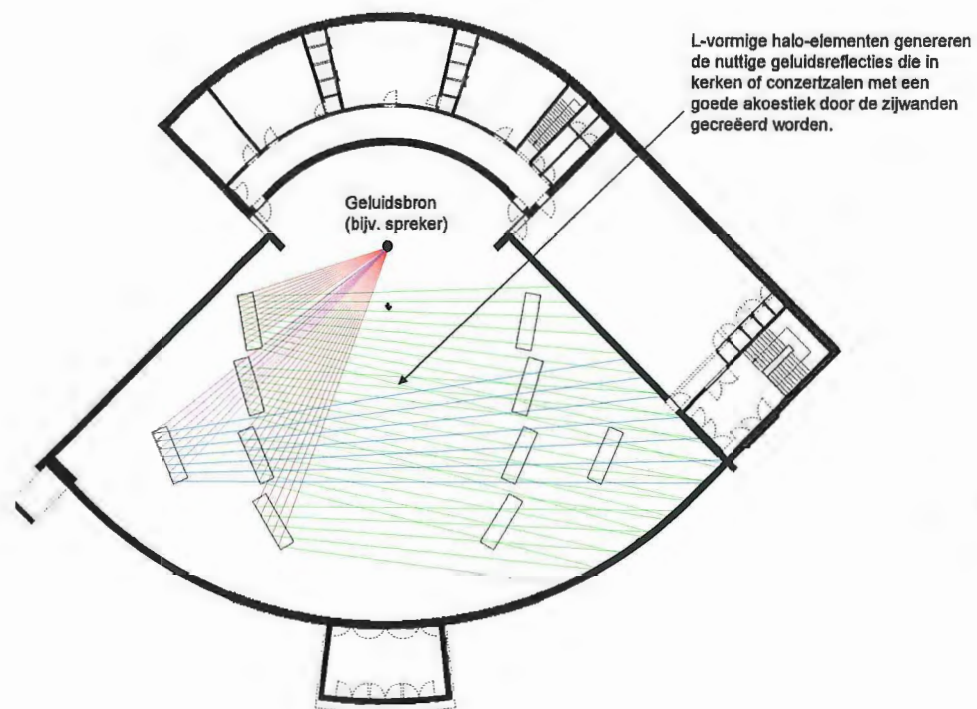 L-vormige halo-elementen genereren
de nuttige geluidsreflecties die in
kerken of conzertzalen met een
goede akoestiek door de zijwanden
gecreëerd worden.
Geluidsbron
(bijv. spreker)